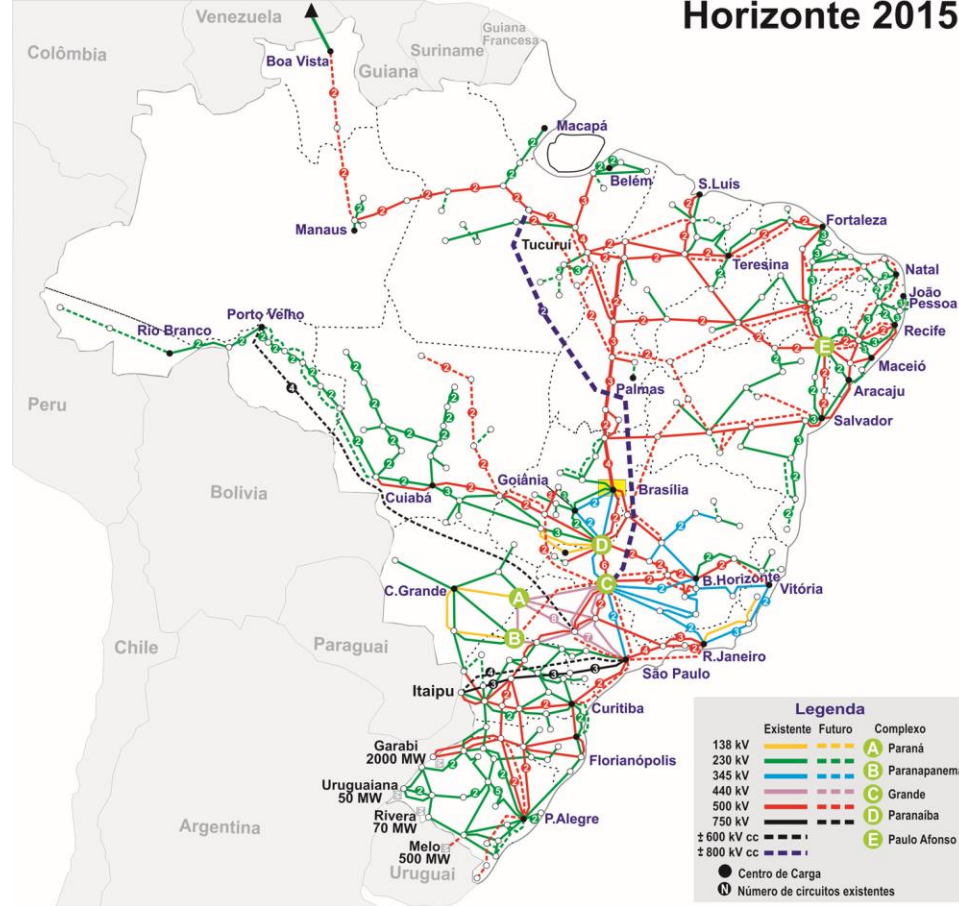 Horizonte 2015
Venezuela
Guiana
Francesa
Colômbia
Suriname
Boa Vista
Guiana
Macapá
Belém
S.Luís
Manaus
Fortaleza
Tucuruí
Teresina
Natal
João
Pessoa
Porto Velho
Rio Branco
Recife
E
Maceió
Palmas
Aracaju
Peru
Salvador
Goiânia
Brasília
Cuiabá
Bolivia
D
C
B.Horizonte
Vitória
C.Grande
A
B
Chile
Paraguai
R.Janeiro
São Paulo
Itaipu
Curitiba
Garabi
2000 MW
Florianópolis
Uruguaiana
50 MW
Rivera
70 MW
P.Alegre
Argentina
Melo
500 MW
Uruguai
Legenda
Existente Futuro Complexo
138 kV A Paraná
230 kV
345 kV B Paranapanema
440 kV C Grande
500 kV
750 kV D Paranaíba
± 600 kV cc E Paulo Afonso
± 800 kV cc
Centro de Carga
N Número de circuitos existentes